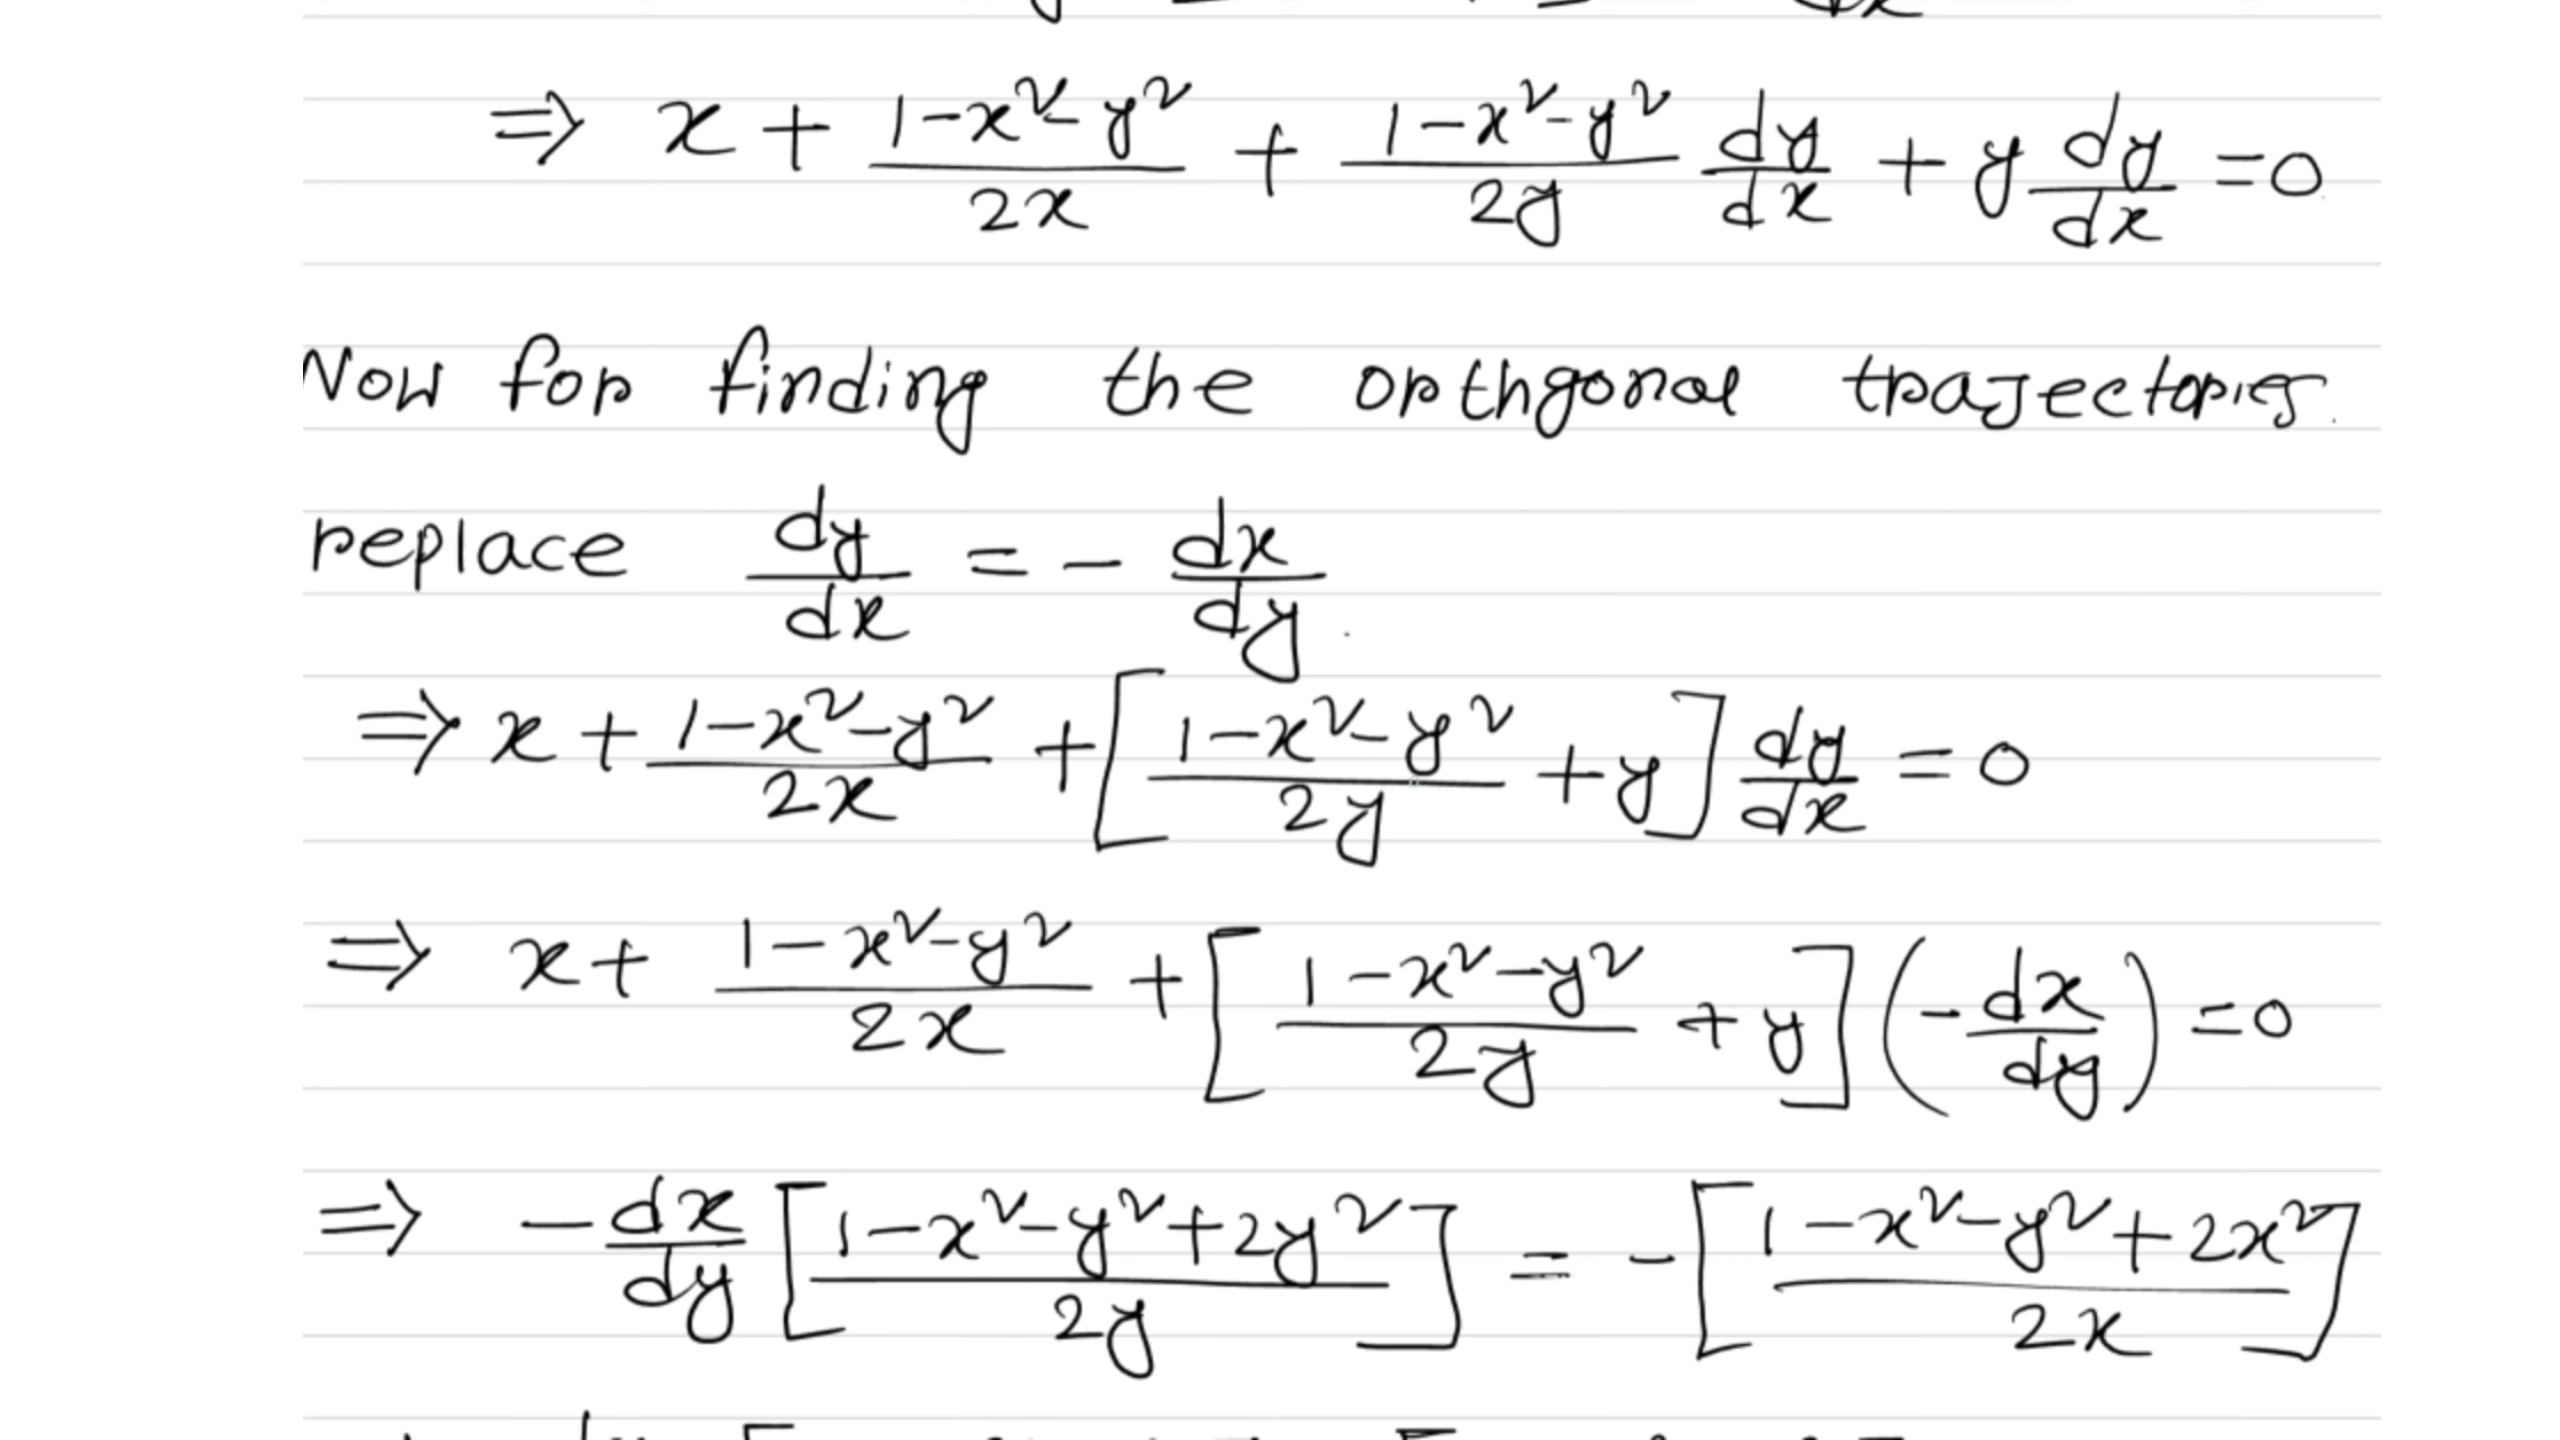 ⇒ x + (1-x²-y²)/(2x) + (1-x²-y²)/(2y) dy/dx + y dy/dx = 0
Now for finding the orthgonal trajectories.
replace dy/dx = - dx/dy.
⇒ x + (1-x²-y²)/(2x) + [(1-x²-y²)/(2y) + y] dy/dx = 0
⇒ x + (1-x²-y²)/(2x) + [(1-x²-y²)/(2y) + y] (-dx/dy) = 0
⇒ - dx/dy [(1-x²-y²+2y²)/(2y)] = - [(1-x²-y²+2x²)/(2x)]